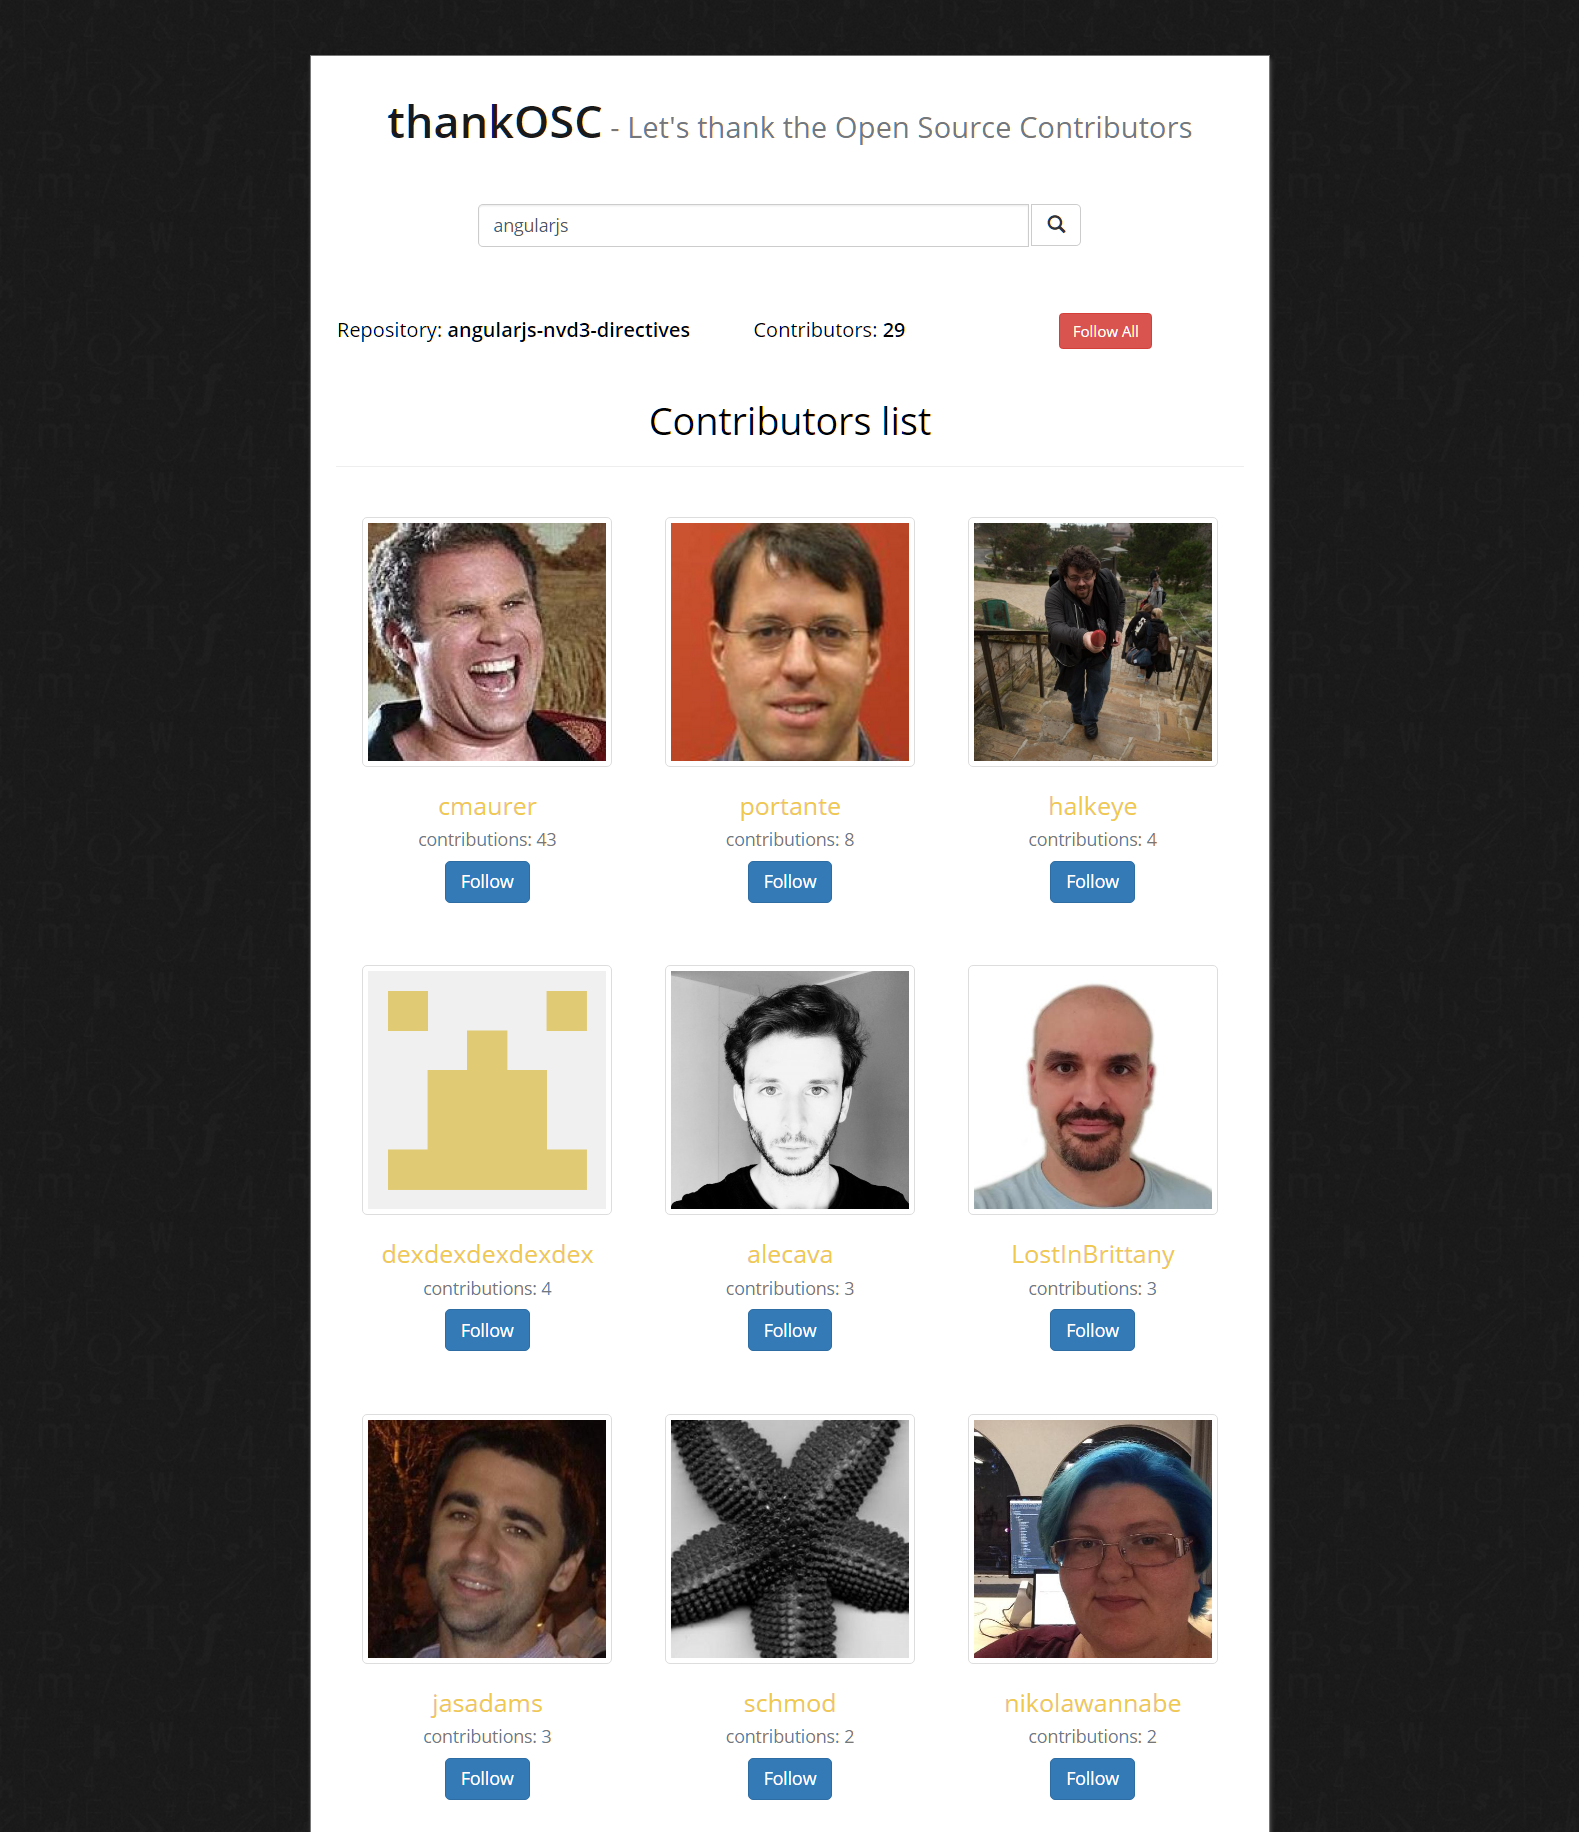 thankOSC - Let's thank the Open Source Contributors
angularjs
Repository: angularjs-nvd3-directives Contributors: 29 Follow All
Contributors list
cmaurer portante halkeye
contributions: 43 contributions: 8 contributions: 4
Follow Follow Follow
dexdexdexdexdex alecava LostInBrittany
contributions: 4 contributions: 3 contributions: 3
Follow Follow Follow
jasadams schmod nikolawannabe
contributions: 3 contributions: 2 contributions: 2
Follow Follow Follow